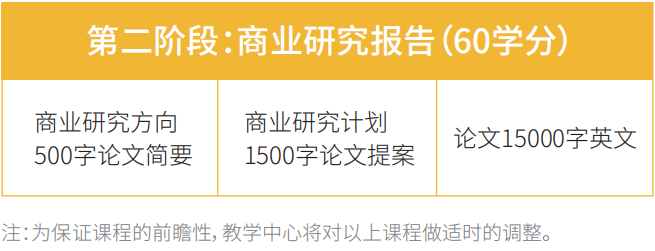 第二阶段：商业研究报告（60学分）
商业研究方向
500字论文简要
商业研究计划
1500字论文提案
论文15000字英文
注：为保证课程的前瞻性，教学中心将对以上课程做适时的调整。